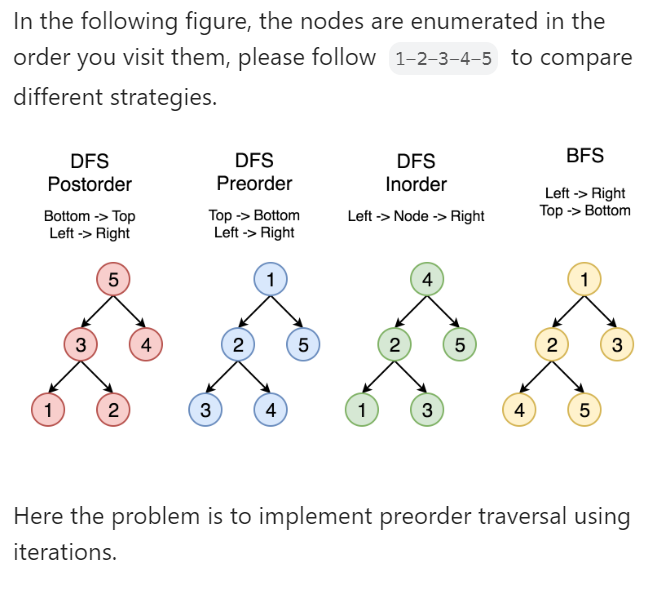 In the following figure, the nodes are enumerated in the
order you visit them, please follow 1-2-3-4-5 to compare
different strategies.
DFS
Postorder
Bottom -> Top
Left -> Right
5
3
4
1
2
DFS
Preorder
Top -> Bottom
Left -> Right
1
2
5
3
4
DFS
Inorder
Left -> Node -> Right
4
2
5
1
3
BFS
Left -> Right
Top -> Bottom
1
2
3
4
5
Here the problem is to implement preorder traversal using
iterations.